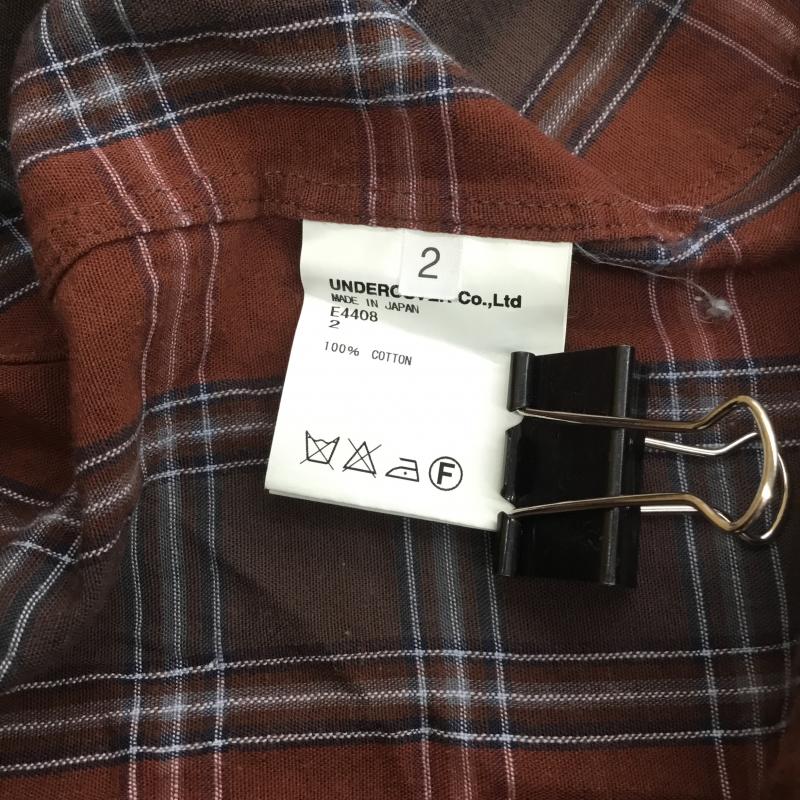 2
UNDERCOVER Co.,Ltd
MADE IN JAPAN
E4408
2
100% COTTON
F